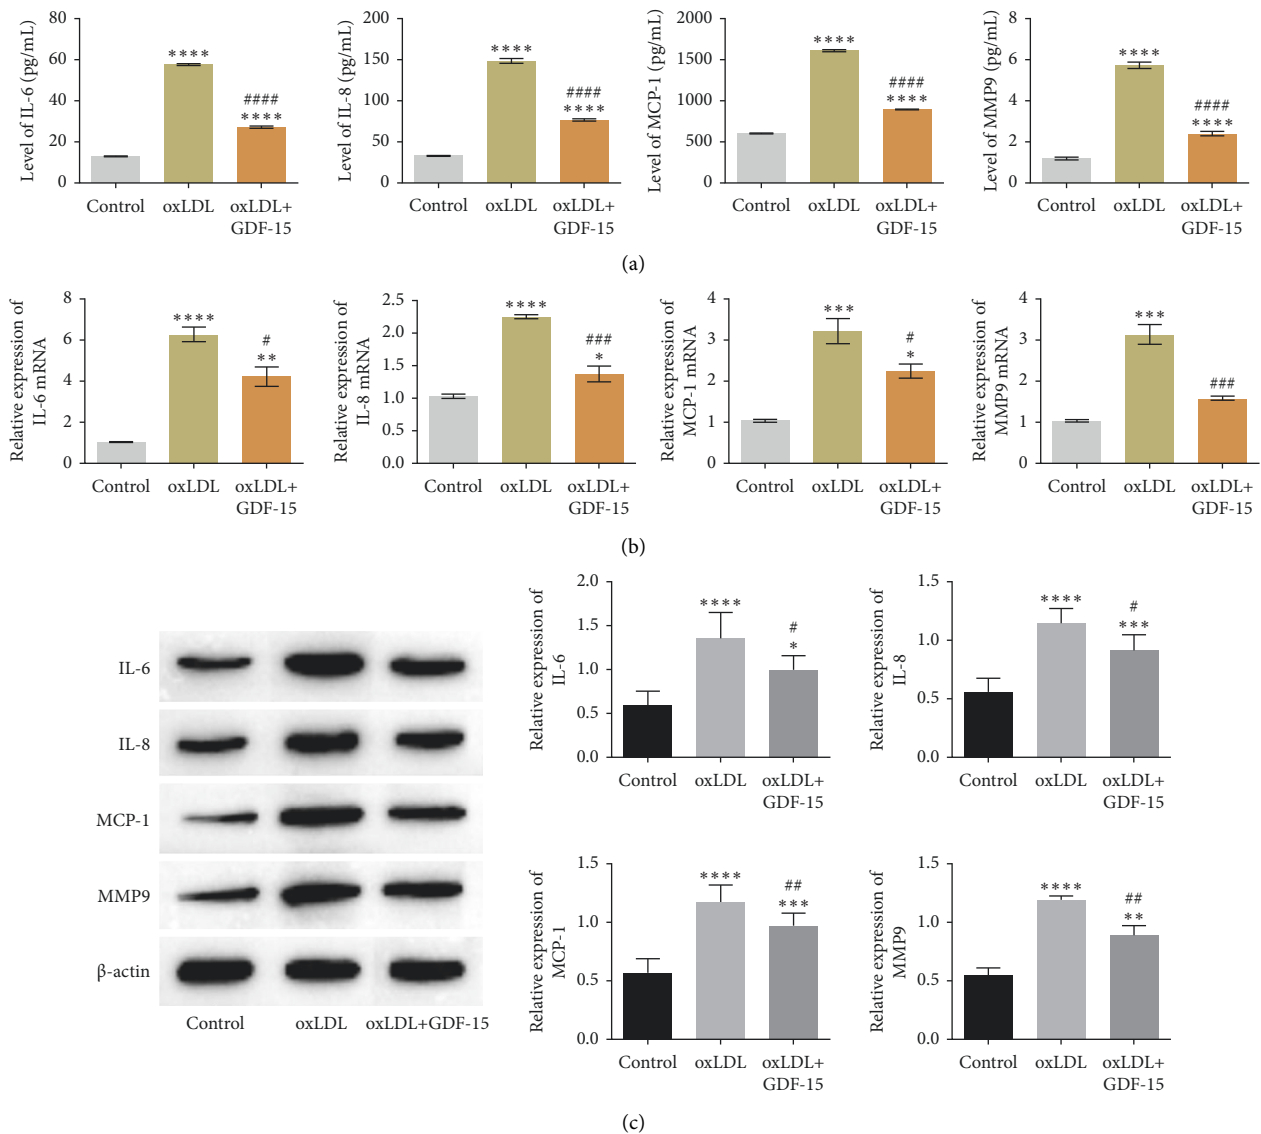 Level of IL-6 (pg/mL)
80
60
40
20
0
****
####
****
Control
oxLDL
oxLDL+
GDF-15
Level of IL-8 (pg/mL)
200
150
100
50
0
****
####
****
Control
oxLDL
oxLDL+
GDF-15
Level of MCP-1 (pg/mL)
2000
1500
1000
500
0
****
####
****
Control
oxLDL
oxLDL+
GDF-15
Level of MMP9 (pg/mL)
8
6
4
2
0
****
####
****
Control
oxLDL
oxLDL+
GDF-15
(a)
Relative expression of
IL-6 mRNA
8
6
4
2
0
****
#
**
Control
oxLDL
oxLDL+
GDF-15
Relative expression of
IL-8 mRNA
2.5
2.0
1.5
1.0
0.5
0.0
****
###
*
Control
oxLDL
oxLDL+
GDF-15
Relative expression of
MCP-1 mRNA
4
3
2
1
0
***
#
*
Control
oxLDL
oxLDL+
GDF-15
Relative expression of
MMP9 mRNA
4
3
2
1
0
***
###
Control
oxLDL
oxLDL+
GDF-15
(b)
IL-6
IL-8
MCP-1
MMP9
β-actin
Control
oxLDL
oxLDL+GDF-15
Relative expression of
IL-6
2.0
1.5
1.0
0.5
0.0
****
#
*
Control
oxLDL
oxLDL+
GDF-15
Relative expression of
IL-8
1.5
1.0
0.5
0.0
****
#
***
Control
oxLDL
oxLDL+
GDF-15
Relative expression of
MCP-1
1.5
1.0
0.5
0.0
****
##
***
Control
oxLDL
oxLDL+
GDF-15
Relative expression of
MMP9
1.5
1.0
0.5
0.0
****
##
**
Control
oxLDL
oxLDL+
GDF-15
(c)